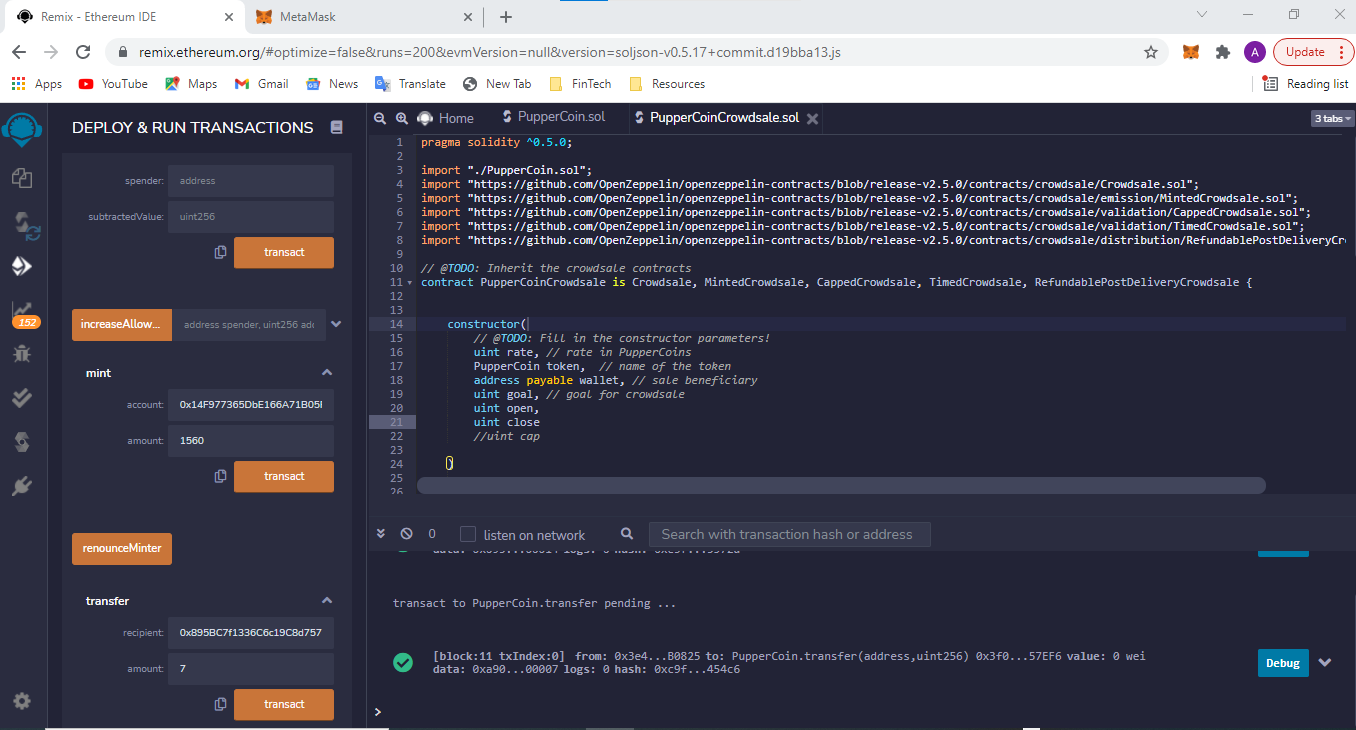 Remix - Ethereum IDE
MetaMask
remix.ethereum.org/#optimize=false&runs=200&evmVersion=null&version=soljson-v0.5.17+commit.d19bba13.js
A
Update
Apps
YouTube
Maps
Gmail
News
Translate
New Tab
FinTech
Resources
Reading list
DEPLOY & RUN TRANSACTIONS
spender: address
subtractedValue: uint256
transact
increaseAllow... address spender, uint256 adc
mint
account: 0x14F977365DbE166A71B05I
amount: 1560
transact
renounceMinter
transfer
recipient: 0x895BC7f1336C6c19C8d757
amount: 7
transact
152
Home
PupperCoin.sol
PupperCoinCrowdsale.sol
3 tabs
1 pragma solidity ^0.5.0;
2
3 import "./PupperCoin.sol";
4 import "https://github.com/OpenZeppelin/openzeppelin-contracts/blob/release-v2.5.0/contracts/crowdsale/Crowdsale.sol";
5 import "https://github.com/OpenZeppelin/openzeppelin-contracts/blob/release-v2.5.0/contracts/crowdsale/emission/MintedCrowdsale.sol";
6 import "https://github.com/OpenZeppelin/openzeppelin-contracts/blob/release-v2.5.0/contracts/crowdsale/validation/CappedCrowdsale.sol";
7 import "https://github.com/OpenZeppelin/openzeppelin-contracts/blob/release-v2.5.0/contracts/crowdsale/validation/TimedCrowdsale.sol";
8 import "https://github.com/OpenZeppelin/openzeppelin-contracts/blob/release-v2.5.0/contracts/crowdsale/distribution/RefundablePostDeliveryCro
9
10 // @TODO: Inherit the crowdsale contracts
11 contract PupperCoinCrowdsale is Crowdsale, MintedCrowdsale, CappedCrowdsale, TimedCrowdsale, RefundablePostDeliveryCrowdsale {
12
13
14 constructor(
15 // @TODO: Fill in the constructor parameters!
16 uint rate, // rate in PupperCoins
17 PupperCoin token, // name of the token
18 address payable wallet, // sale beneficiary
19 uint goal, // goal for crowdsale
20 uint open,
21 uint close
22 //uint cap
23
24 )
25
26
0
listen on network
Search with transaction hash or address
transact to PupperCoin.transfer pending ...
[block:11 txIndex:0] from: 0x3e4...B0825 to: PupperCoin.transfer(address,uint256) 0x3f0...57EF6 value: 0 wei
data: 0xa90...00007 logs: 0 hash: 0xc9f...454c6
Debug
>